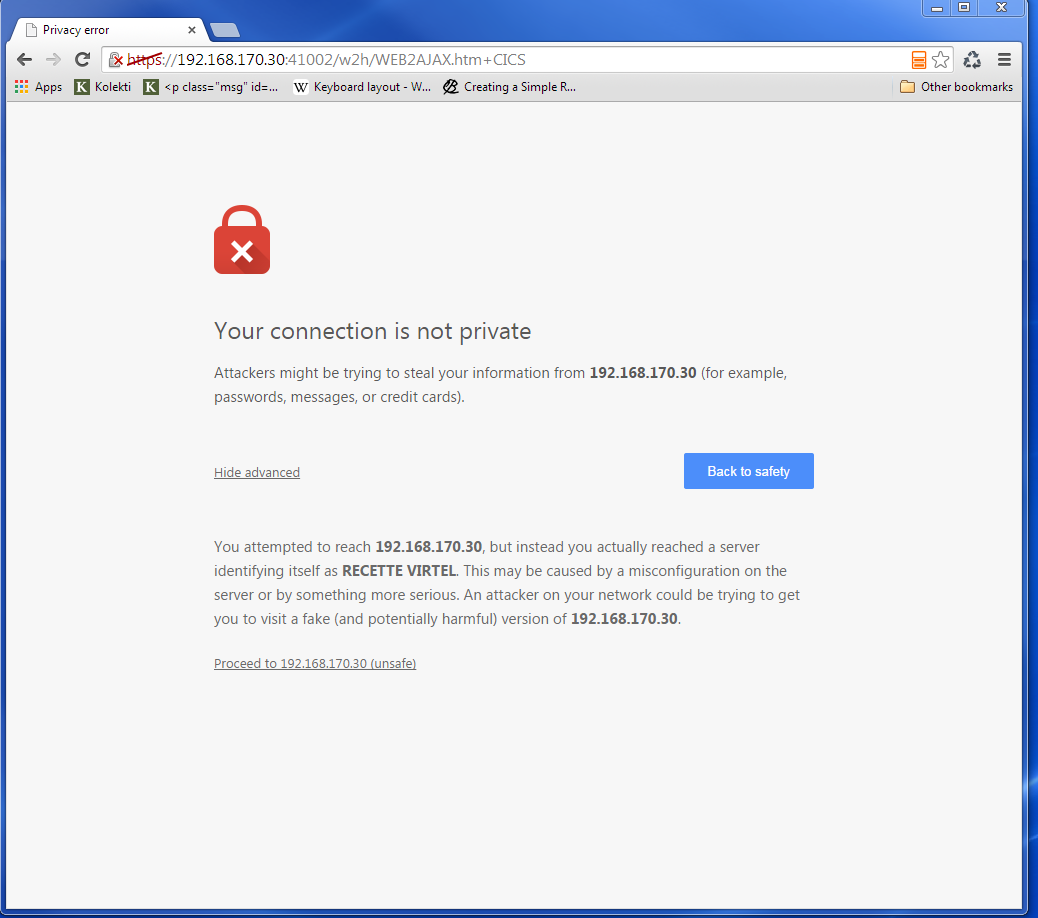 Privacy error
https://192.168.170.30:41002/w2h/WEB2AJAX.htm+CICS
Apps K Kolekti K <p class="msg" id=... W Keyboard layout - W... Creating a Simple R... Other bookmarks
Your connection is not private
Attackers might be trying to steal your information from 192.168.170.30 (for example,
passwords, messages, or credit cards).
Hide advanced Back to safety
You attempted to reach 192.168.170.30, but instead you actually reached a server
identifying itself as RECETTE VIRTEL. This may be caused by a misconfiguration on the
server or by something more serious. An attacker on your network could be trying to get
you to visit a fake (and potentially harmful) version of 192.168.170.30.
Proceed to 192.168.170.30 (unsafe)